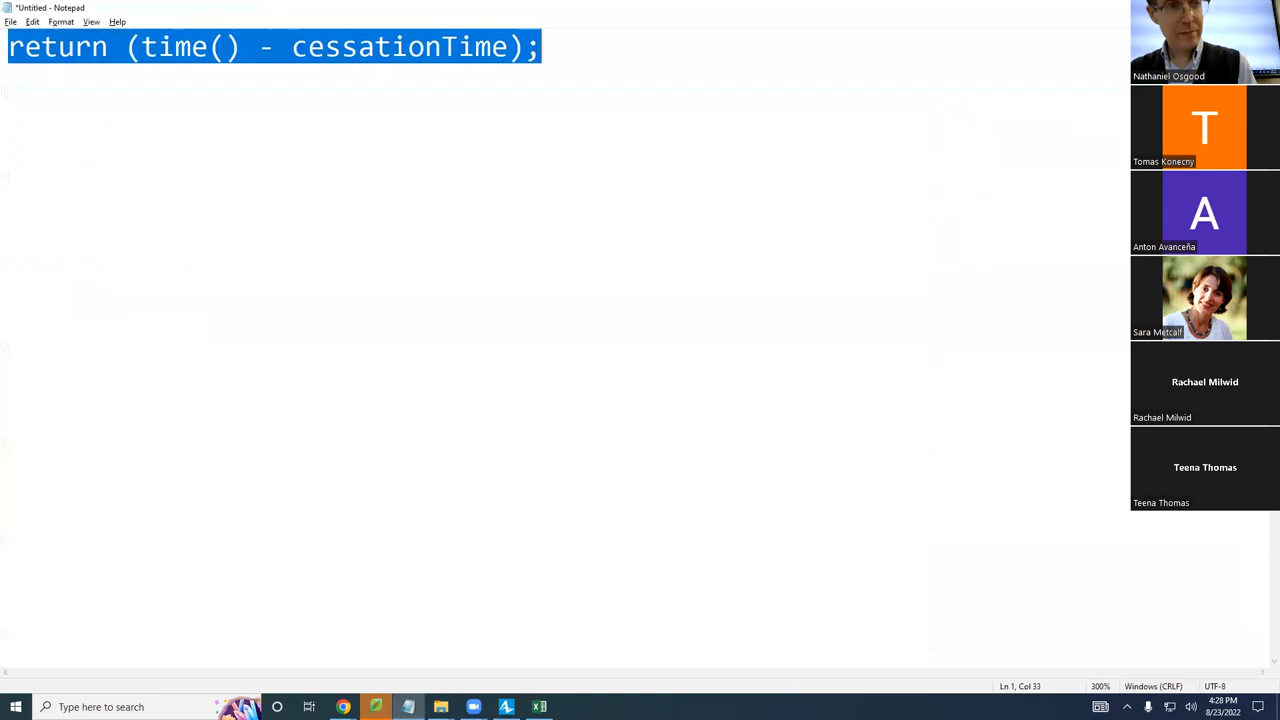 *Untitled - Notepad
File Edit Format View Help
return (time() - cessationTime);
Nathaniel Osgood
T
Tomas Konecny
A
Anton Avanceña
Sara Metcalf
Rachael Milwid
Rachael Milwid
Teena Thomas
Teena Thomas
Ln 1, Col 33 100% Windows (CRLF) UTF-8
Type here to search
4:28 PM
8/23/2022